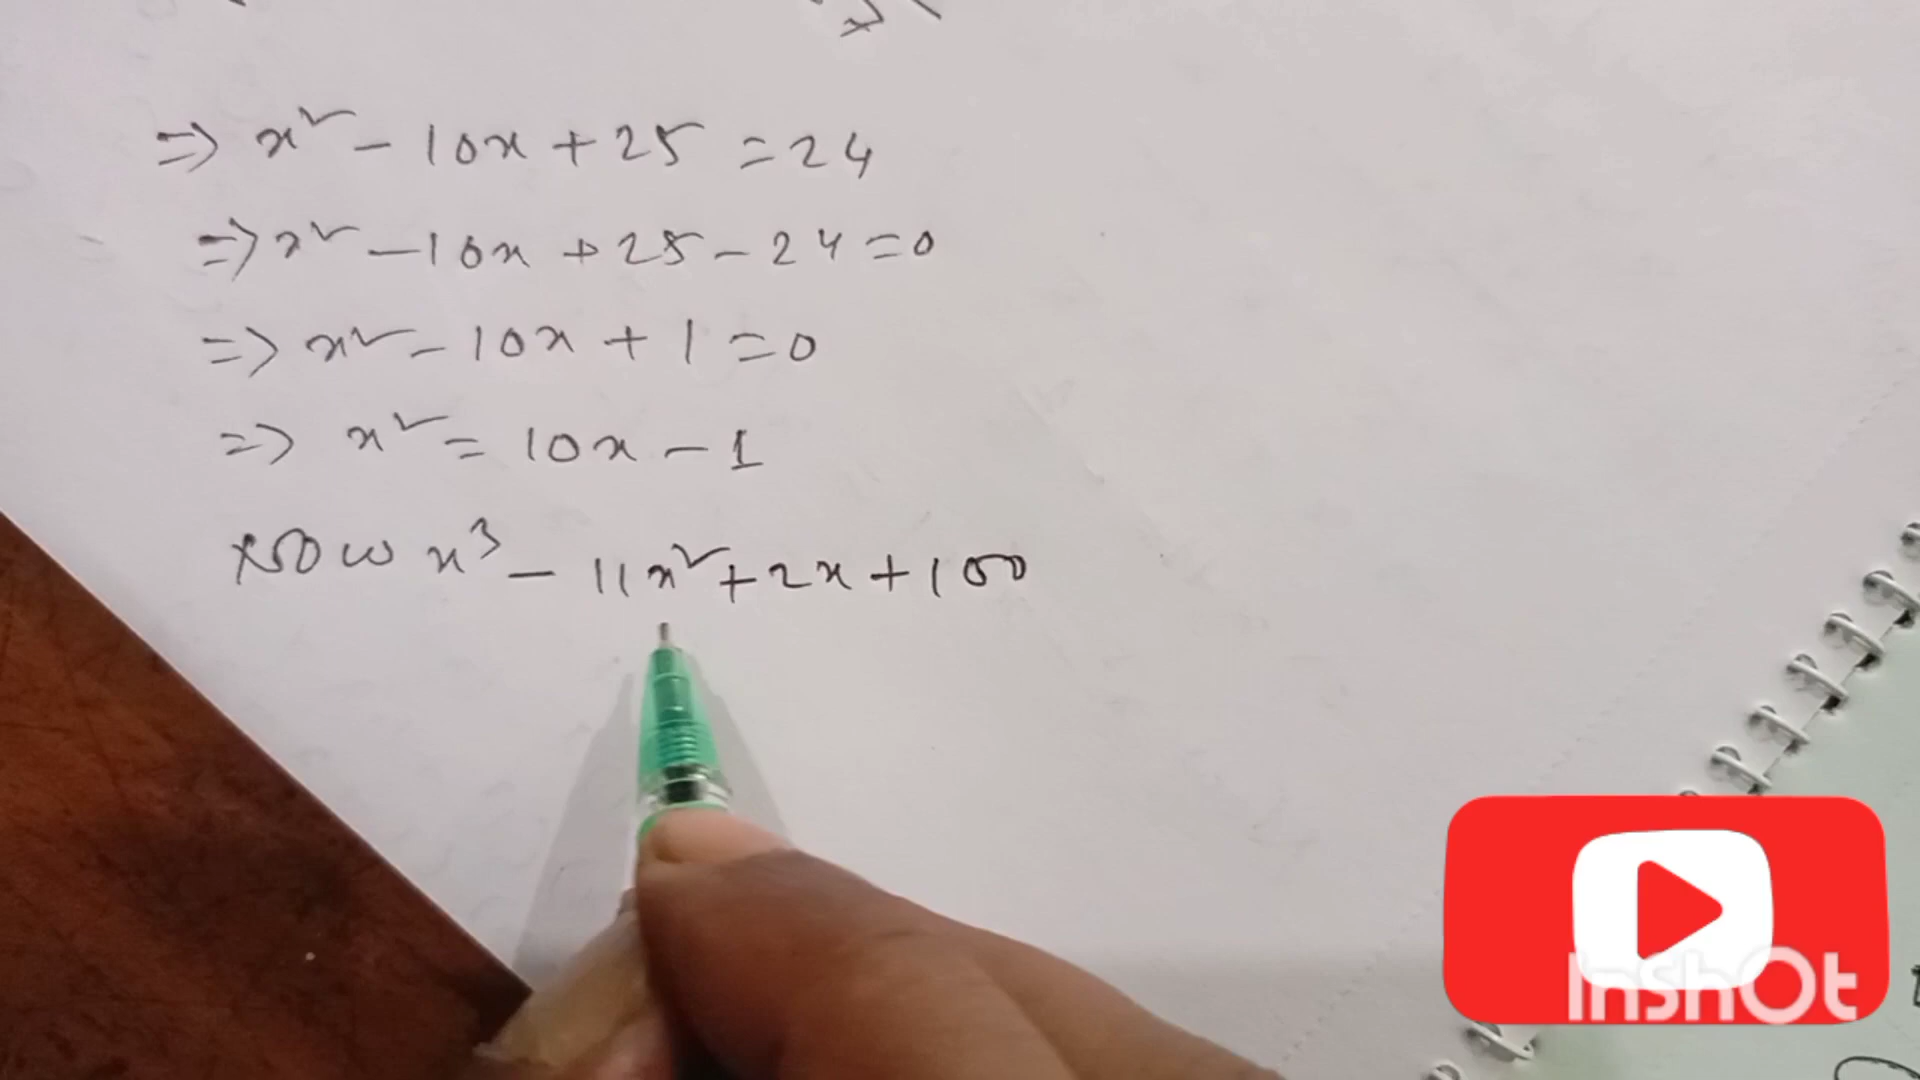 ⇒ x² - 10x + 25 = 24
⇒ x² - 10x + 25 - 24 = 0
⇒ x² - 10x + 1 = 0
⇒ x² = 10x - 1
Now x³ - 11x² + 2x + 100
InshOt